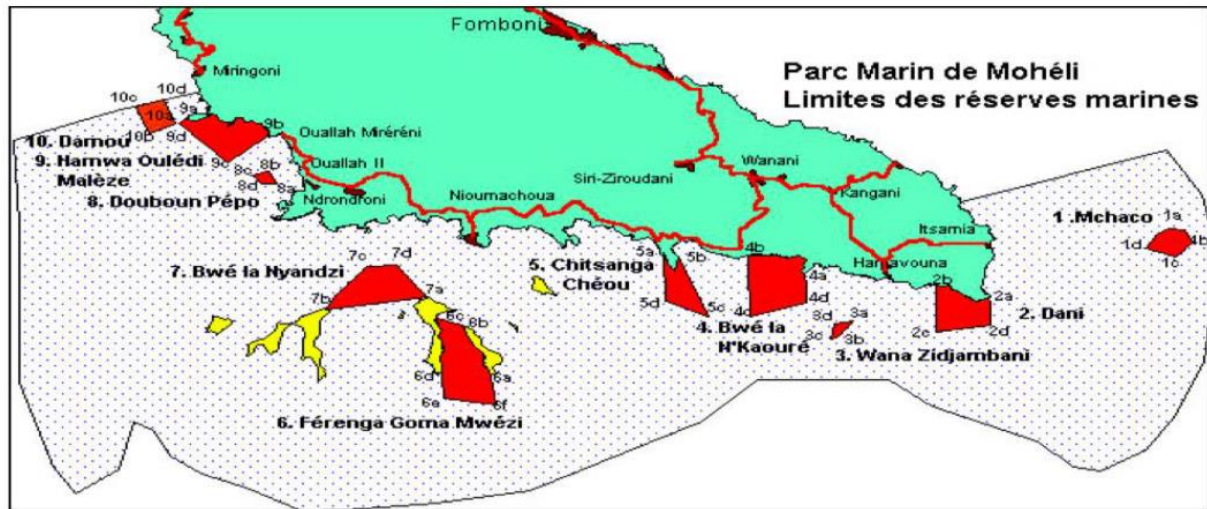 Fomboni
Parc Marin de Mohéli
Limites des réserves marines
Miringoni
10c
10d
10a
10b
9a
9d
9b
9c
10. Damou
9. Hamwa Oulédi
Malèze
Ouallah Miréréni
Ouallah II
8c
8b
8d
8a
8. Douboun Pépo
Ndrondroni
Nioumachoua
Siri-Ziroudani
Wanani
Kangani
Itsamia
Hamavouna
1 .Mchaco
1a
1d
4b
1c
7. Bwé la Nyandzi
7c
7d
7b
7a
5. Chitsanga
Chéou
5a
5b
5d
5c
4b
4a
4c
4d
4. Bwé la
N'Kaouré
3d
3a
3c
3b
3. Wana Zidjambani
2b
2a
2c
2d
2. Dani
6c
6b
6d
6a
6e
6f
6. Férenga Goma Mwézi